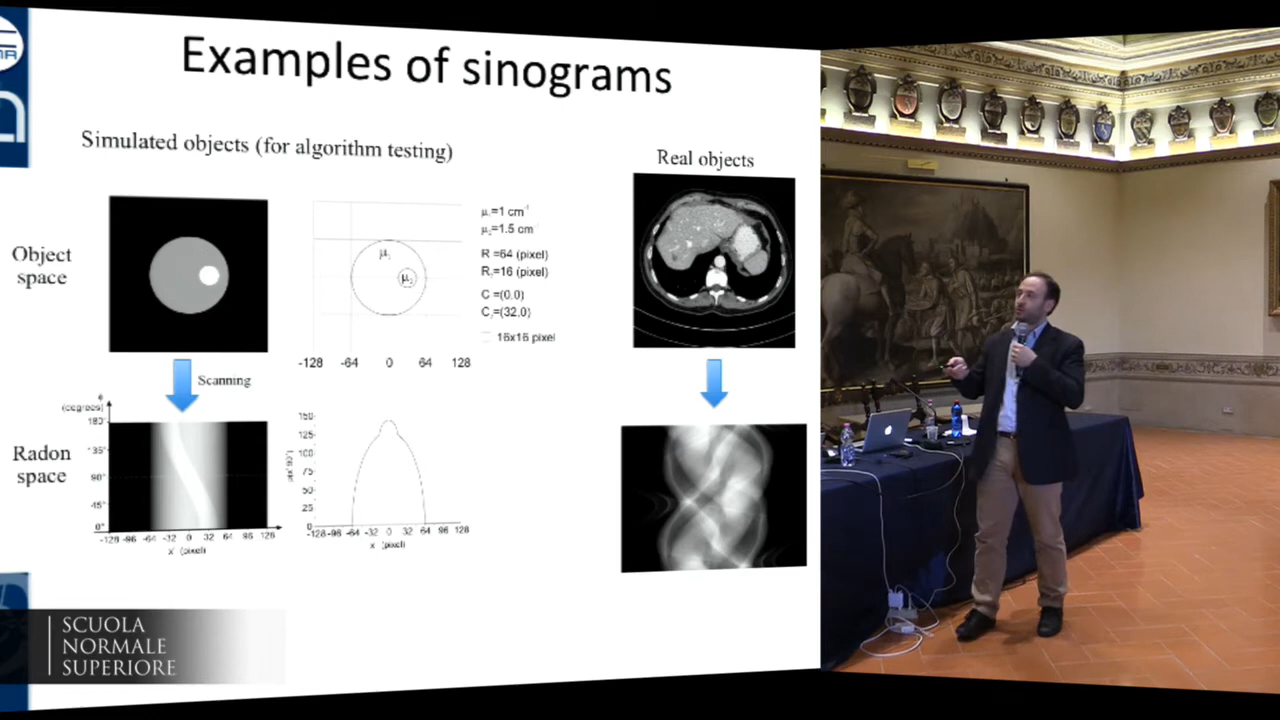 Examples of sinograms
Simulated objects (for algorithm testing)
Real objects
Object
space
μ₁
μ₂
μ₁=1 cm⁻¹
μ₂=1.5 cm⁻¹
R =64 (pixel)
R₁=16 (pixel)
C =(0,0)
C₂=(32,0)
16x16 pixel
-128 -64 0 64 128
Scanning
Radon
space
ϕ
(degrees)
180°
135°
90°
45°
0°
-128 -96 -64 -32 0 32 64 96 128
x (pixel)
150
125
100
75
50
25
0
-128 -96 -64 -32 0 32 64 96 128
x (pixel)
SCUOLA
NORMALE
SUPERIORE